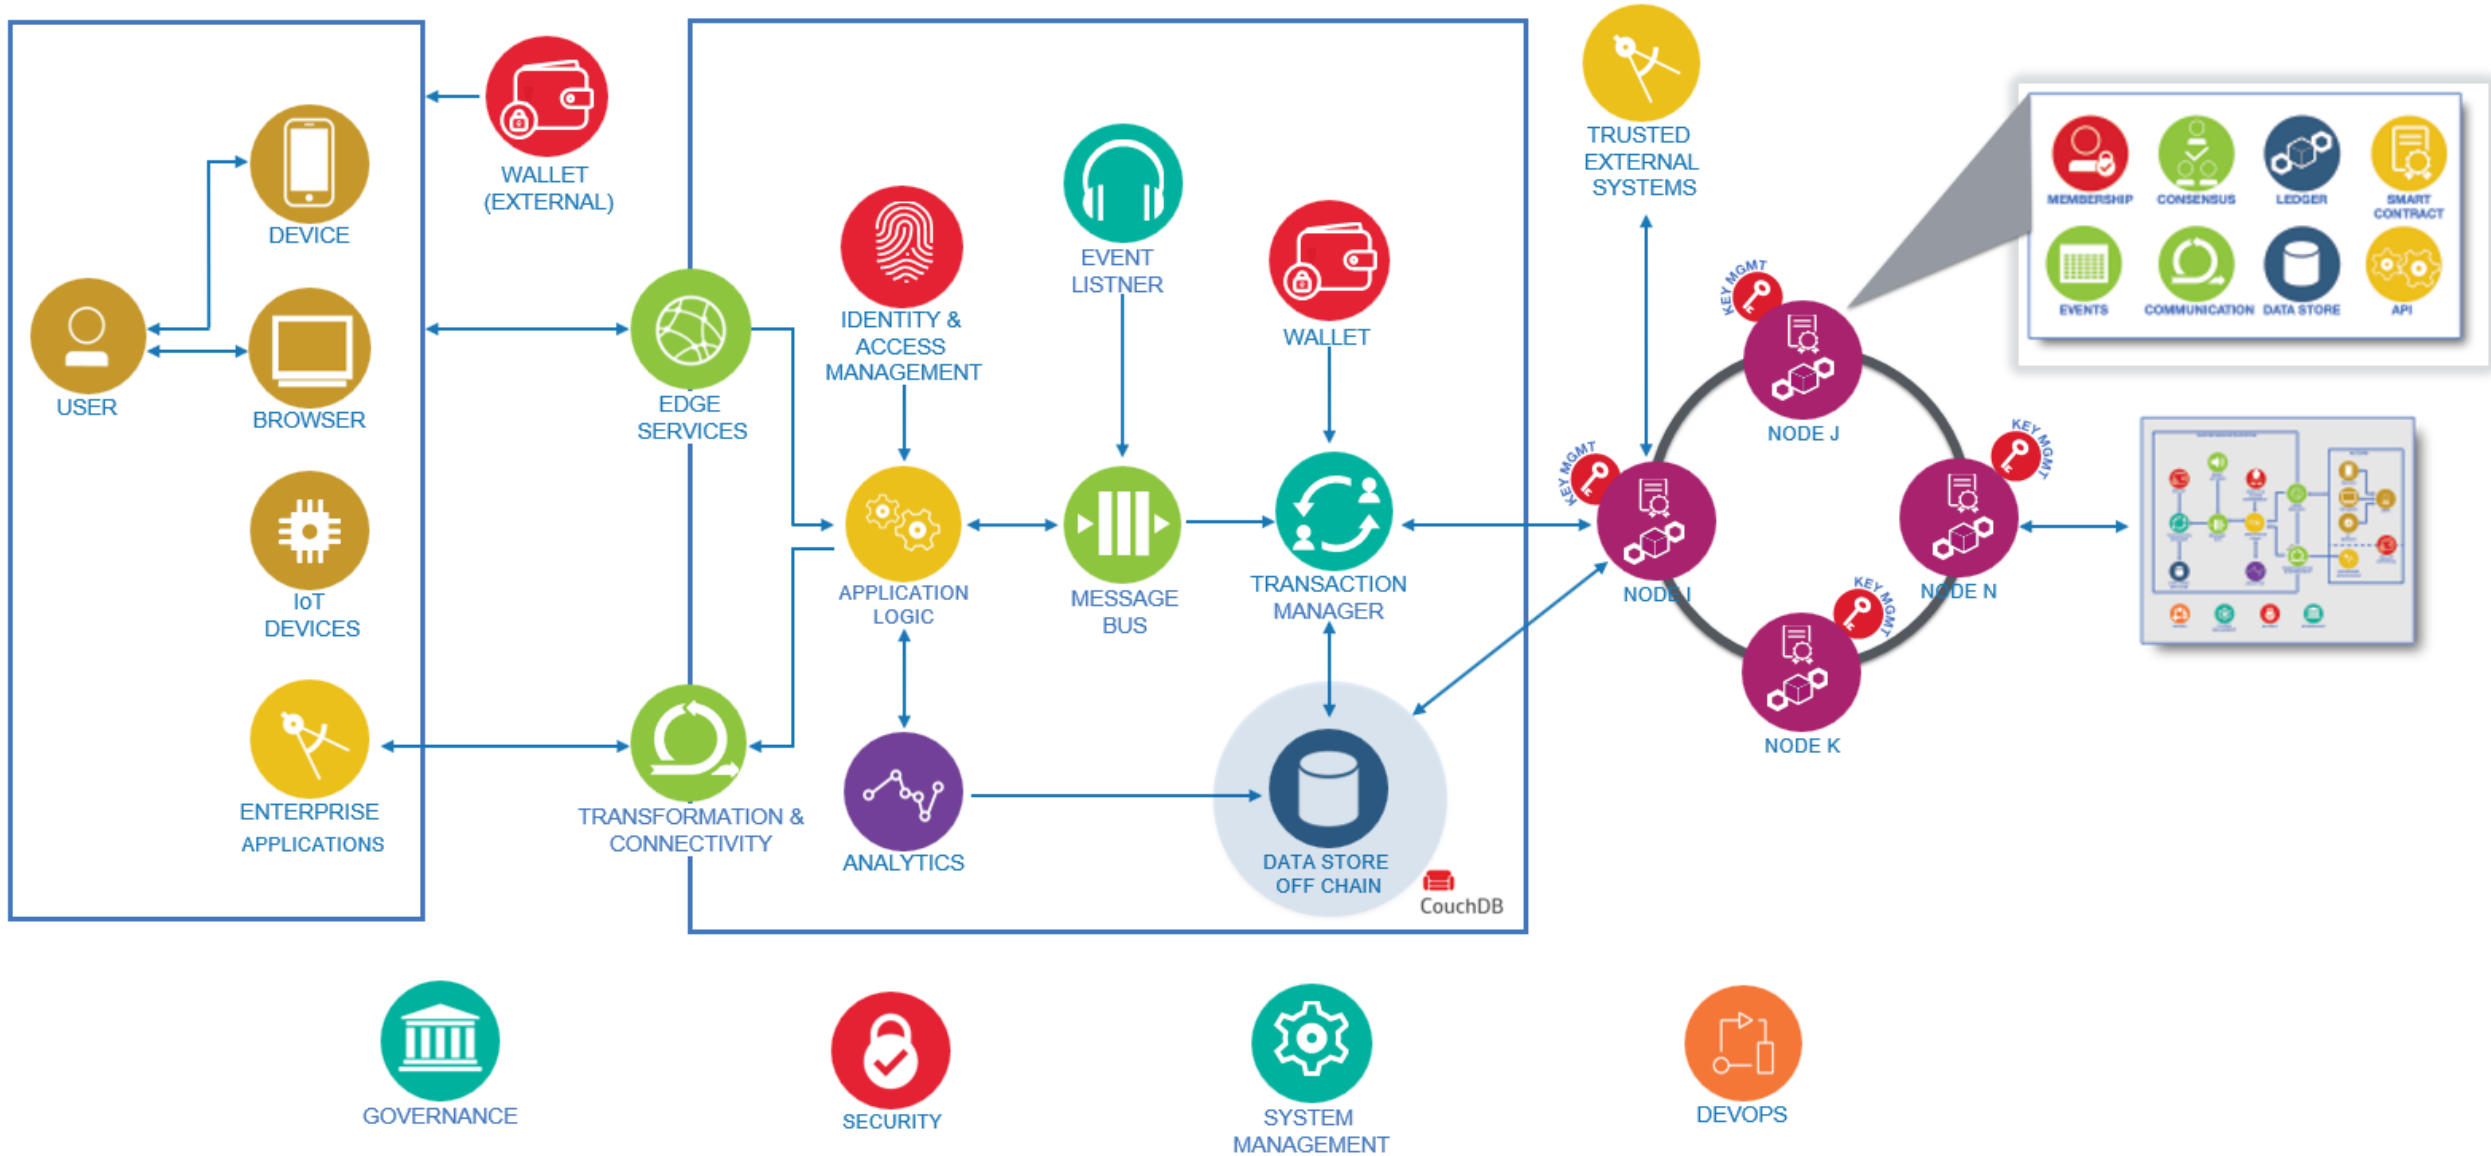 WALLET
(EXTERNAL)
DEVICE
USER
BROWSER
IoT
DEVICES
ENTERPRISE
APPLICATIONS
EDGE
SERVICES
TRANSFORMATION &
CONNECTIVITY
IDENTITY &
ACCESS
MANAGEMENT
APPLICATION
LOGIC
ANALYTICS
EVENT
LISTNER
MESSAGE
BUS
WALLET
TRANSACTION
MANAGER
DATA STORE
OFF CHAIN
CouchDB
TRUSTED
EXTERNAL
SYSTEMS
KEY MGMT
NODE J
KEY MGMT
NODE I
KEY MGMT
NODE N
KEY MGMT
NODE K
MEMBERSHIP
CONSENSUS
LEDGER
SMART
CONTRACT
EVENTS
COMMUNICATION
DATA STORE
API
GOVERNANCE
SECURITY
SYSTEM
MANAGEMENT
DEVOPS